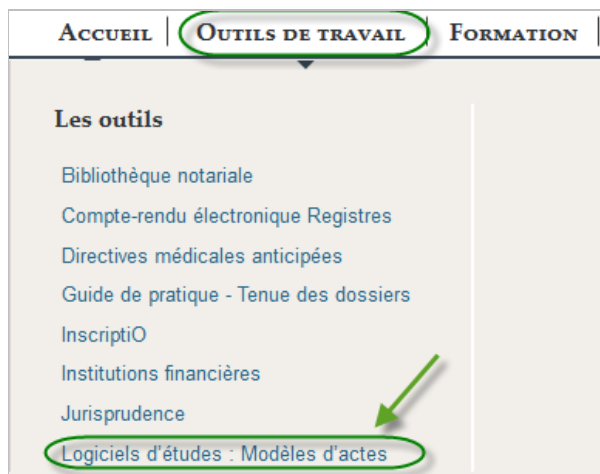 Accueil | Outils de travail | Formation |
Les outils
Bibliothèque notariale
Compte-rendu électronique Registres
Directives médicales anticipées
Guide de pratique - Tenue des dossiers
InscriptiO
Institutions financières
Jurisprudence
Logiciels d'études : Modèles d'actes